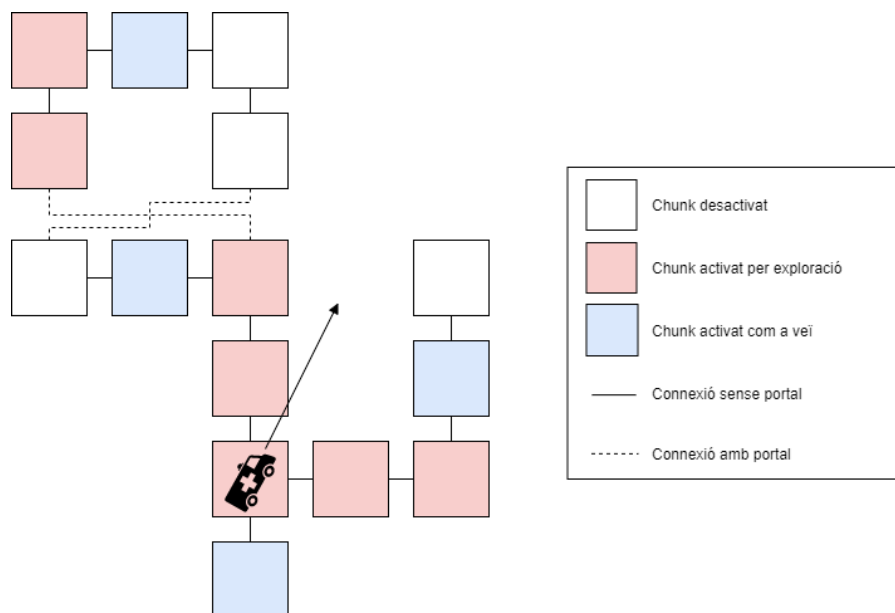 Chunk desactivat
Chunk activat per exploració
Chunk activat com a veï
Connexió sense portal
Connexió amb portal